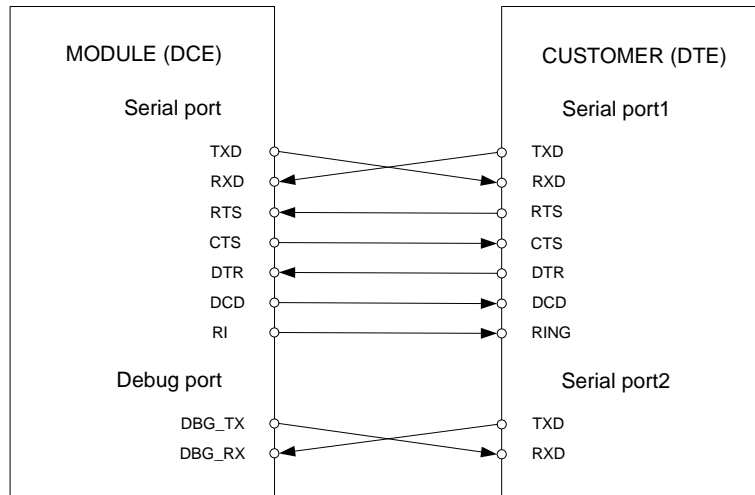 MODULE (DCE)
CUSTOMER (DTE)
Serial port
Serial port1
TXD
TXD
RXD
RXD
RTS
RTS
CTS
CTS
DTR
DTR
DCD
DCD
RI
RING
Debug port
Serial port2
DBG_TX
TXD
DBG_RX
RXD